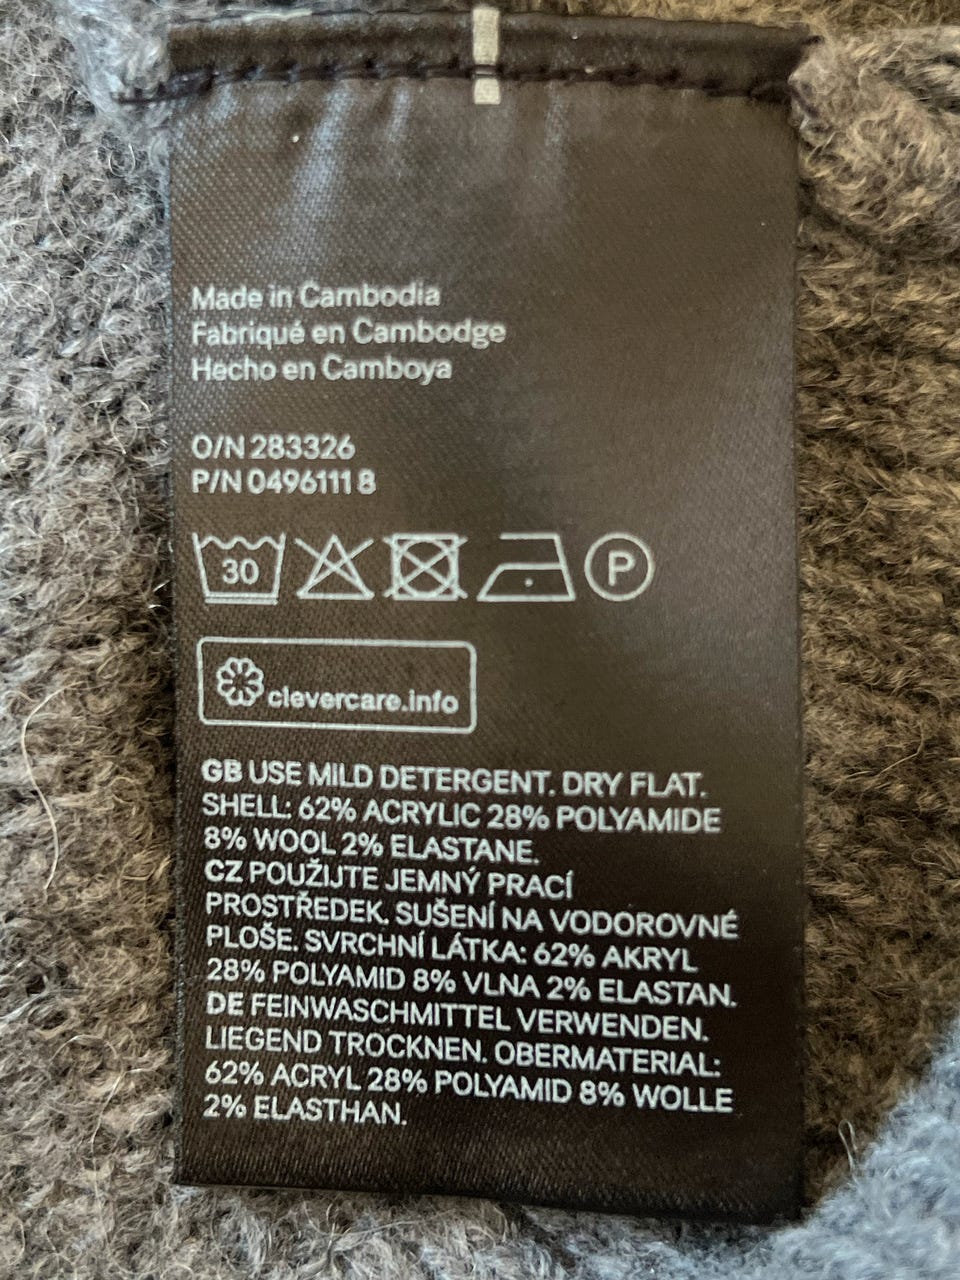 Made in Cambodia
Fabriqué en Cambodge
Hecho en Camboya
O/N 283326
P/N 0496111 8
30 P
clevercare.info
GB USE MILD DETERGENT. DRY FLAT.
SHELL: 62% ACRYLIC 28% POLYAMIDE
8% WOOL 2% ELASTANE.
CZ POUŽIJTE JEMNÝ PRACÍ
PROSTŘEDEK. SUŠENÍ NA VODOROVNÉ
PLOŠE. SVRCHNÍ LÁTKA: 62% AKRYL
28% POLYAMID 8% VLNA 2% ELASTAN.
DE FEINWASCHMITTEL VERWENDEN.
LIEGEND TROCKNEN. OBERMATERIAL:
62% ACRYL 28% POLYAMID 8% WOLLE
2% ELASTHAN.